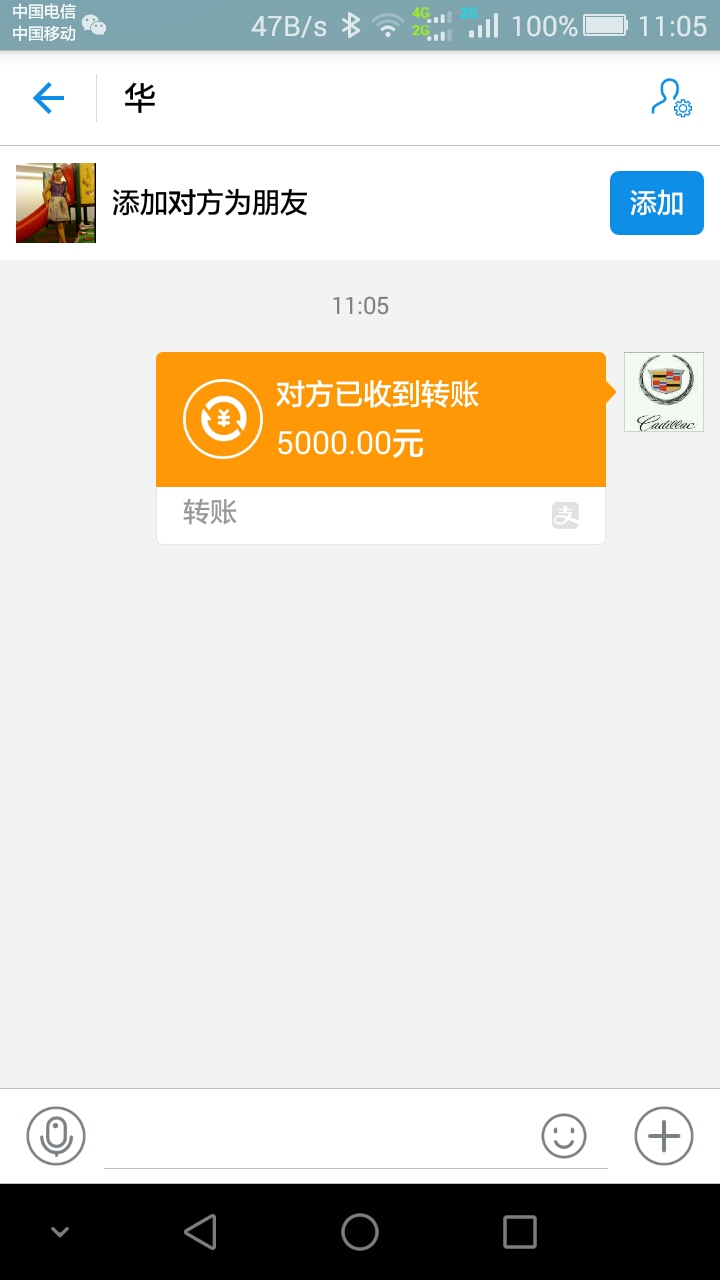 中国电信
中国移动
47B/s
4G
2G
2G
100%
11:05
华
添加对方为朋友
添加
11:05
对方已收到转账
5000.00元
Cadillac
转账
支